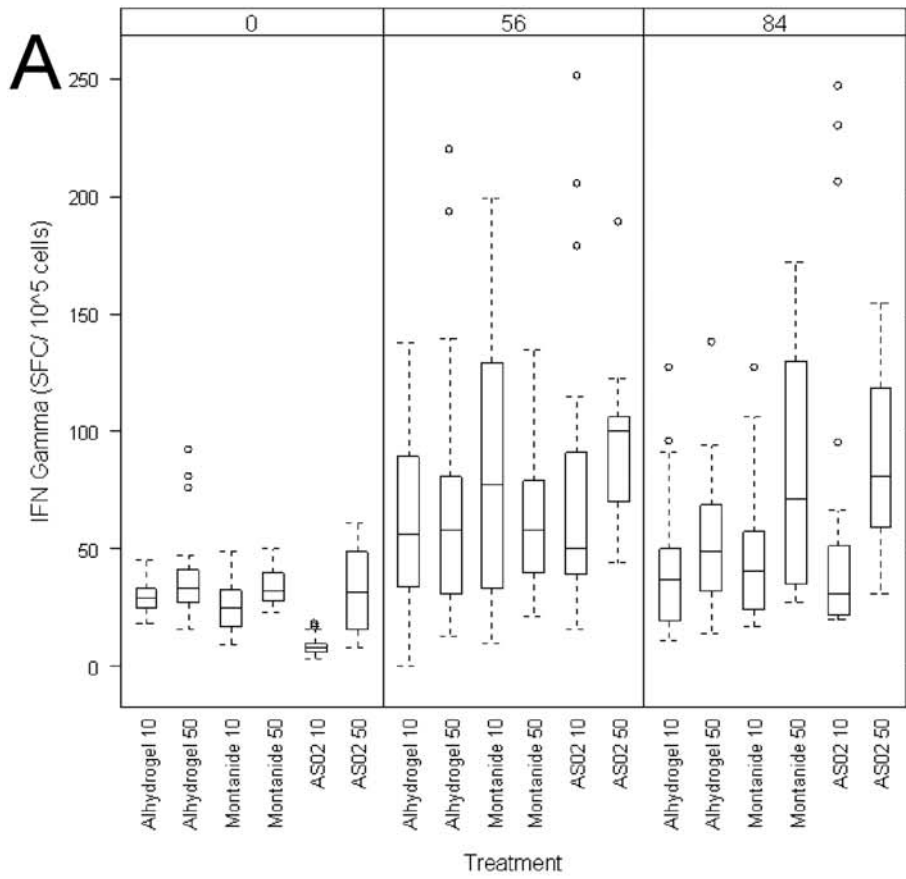 A
0 56 84
IFN Gamma (SFC/ 10^5 cells)
250
200
150
100
50
0
Alhydrogel 10
Alhydrogel 50
Montanide 10
Montanide 50
AS02 10
AS02 50
Alhydrogel 10
Alhydrogel 50
Montanide 10
Montanide 50
AS02 10
AS02 50
Alhydrogel 10
Alhydrogel 50
Montanide 10
Montanide 50
AS02 10
AS02 50
Treatment